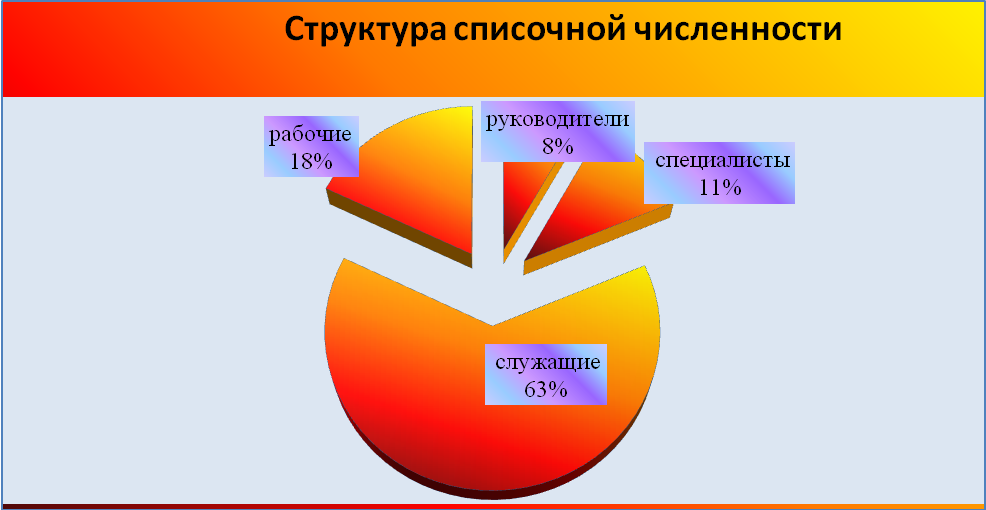 Структура списочной численности
руководители
8%
специалисты
11%
служащие
63%
рабочие
18%